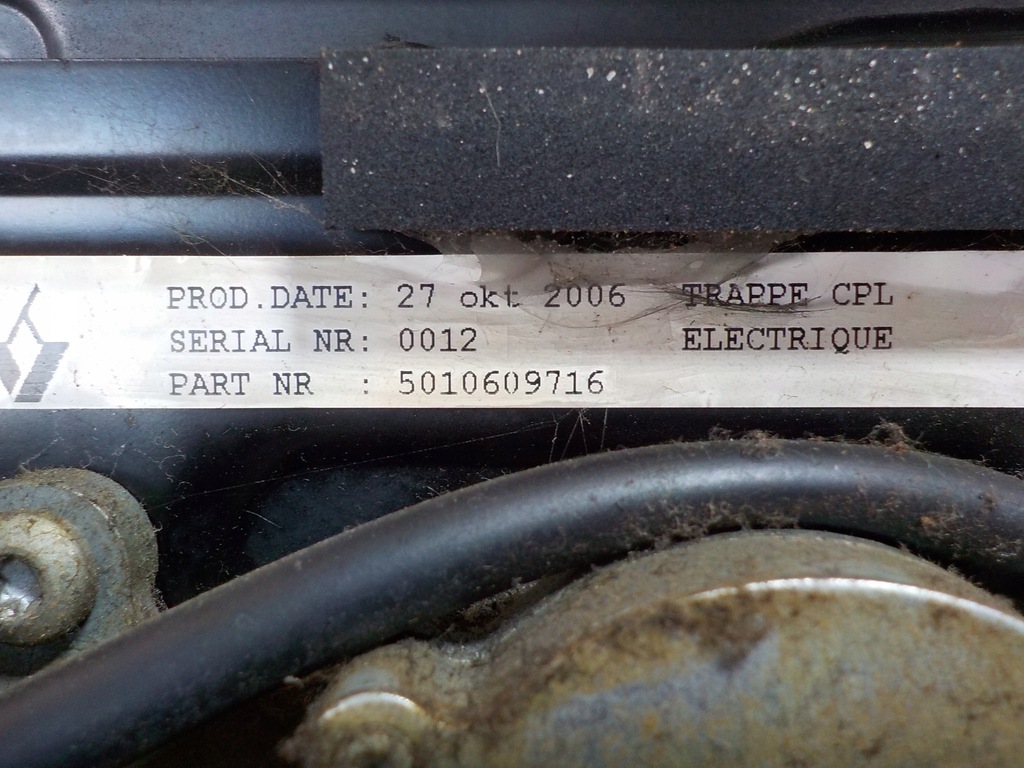 PROD.DATE: 27 okt 2006 TRAPPE CPL
SERIAL NR: 0012 ELECTRIQUE
PART NR : 5010609716